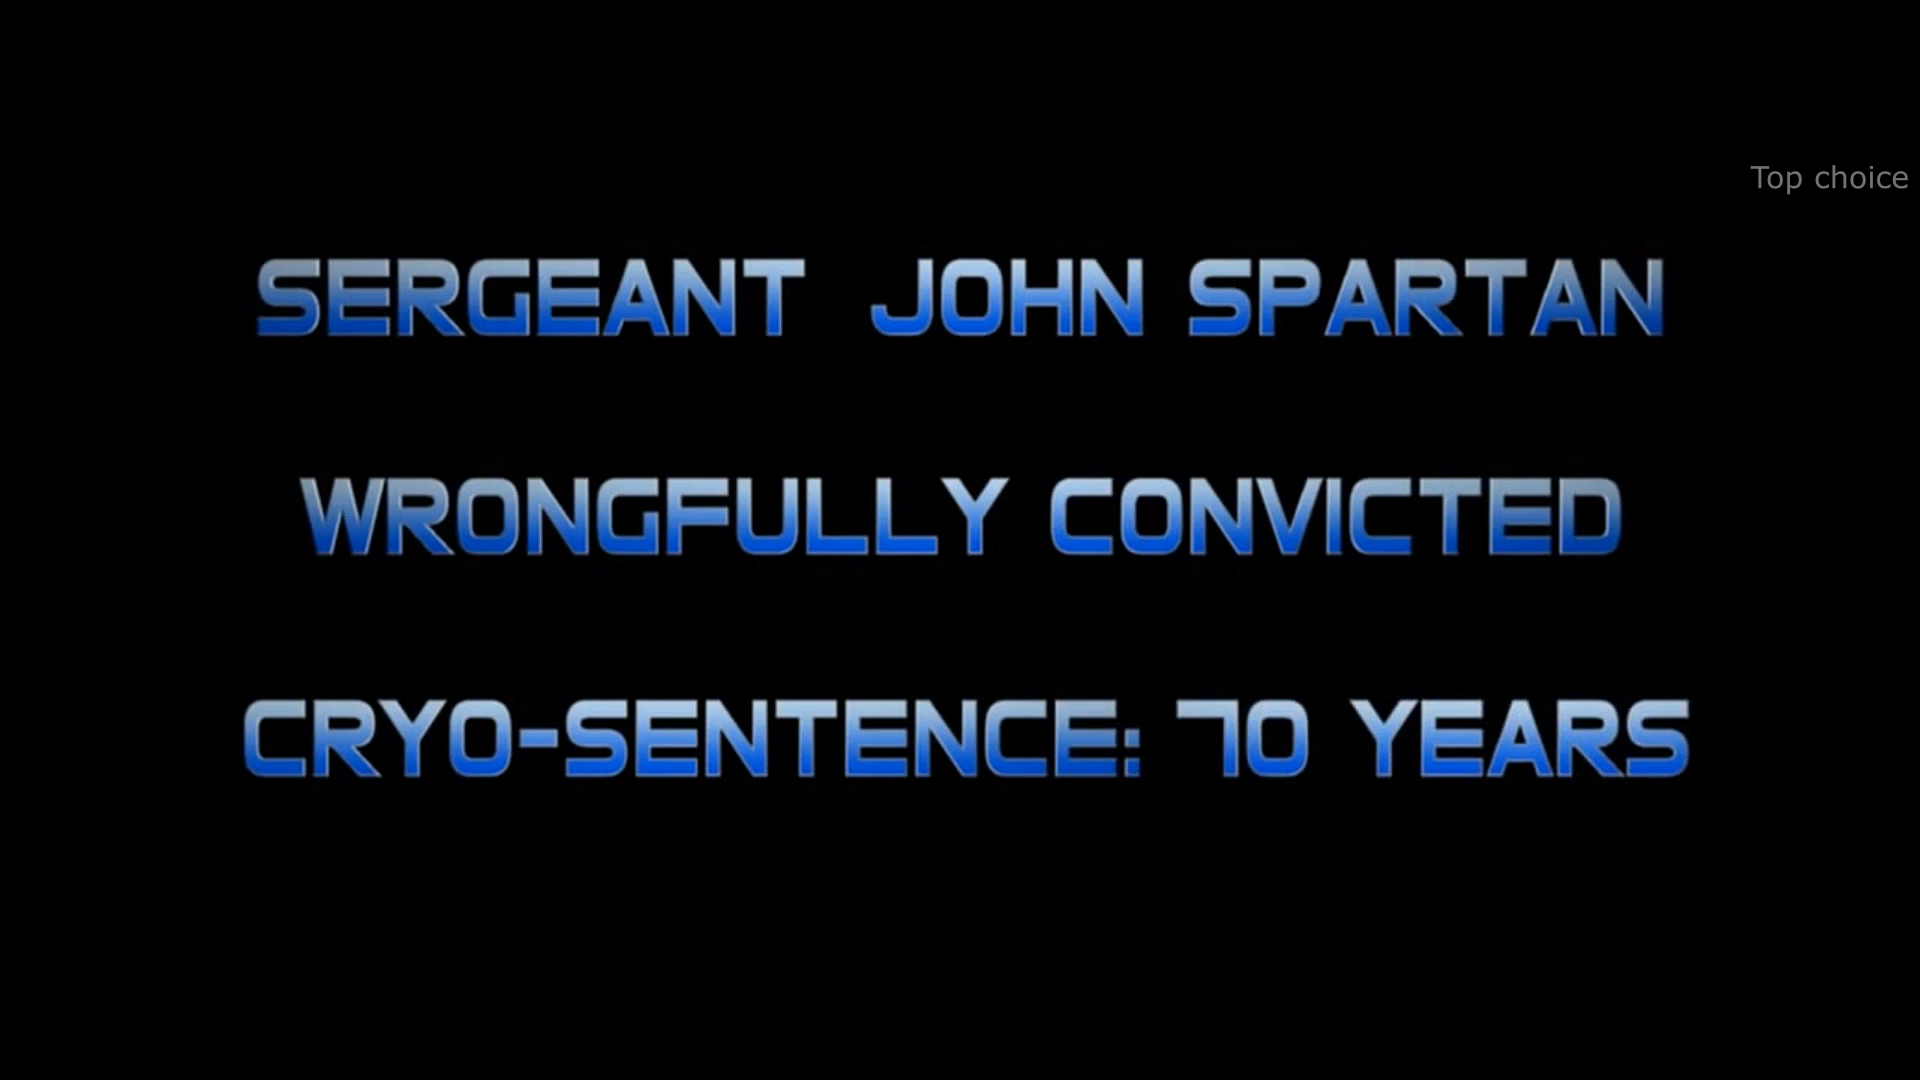 Top choice
SERGEANT JOHN SPARTAN
WRONGFULLY CONVICTED
CRYO-SENTENCE: 70 YEARS